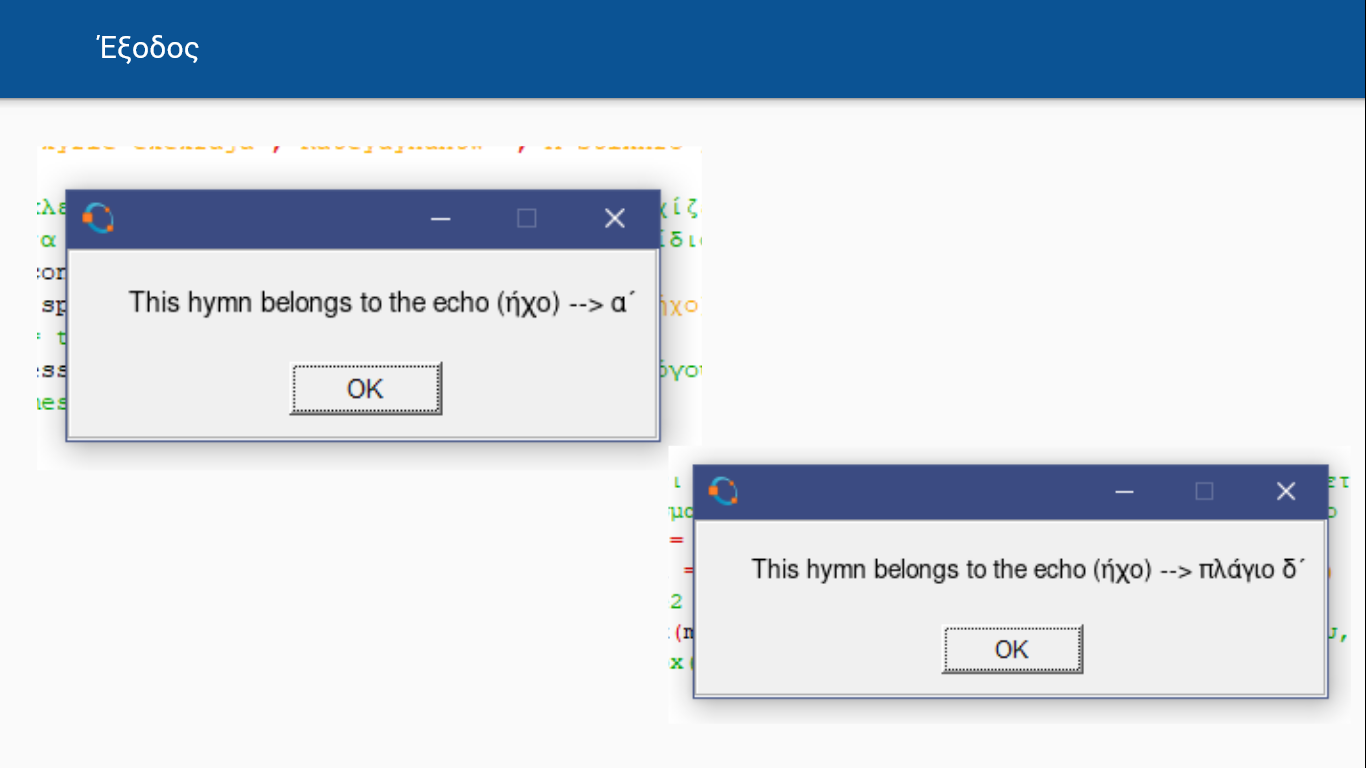 Έξοδος
This hymn belongs to the echo (ήχο) --> α΄
OK
This hymn belongs to the echo (ήχο) --> πλάγιο δ΄
OK